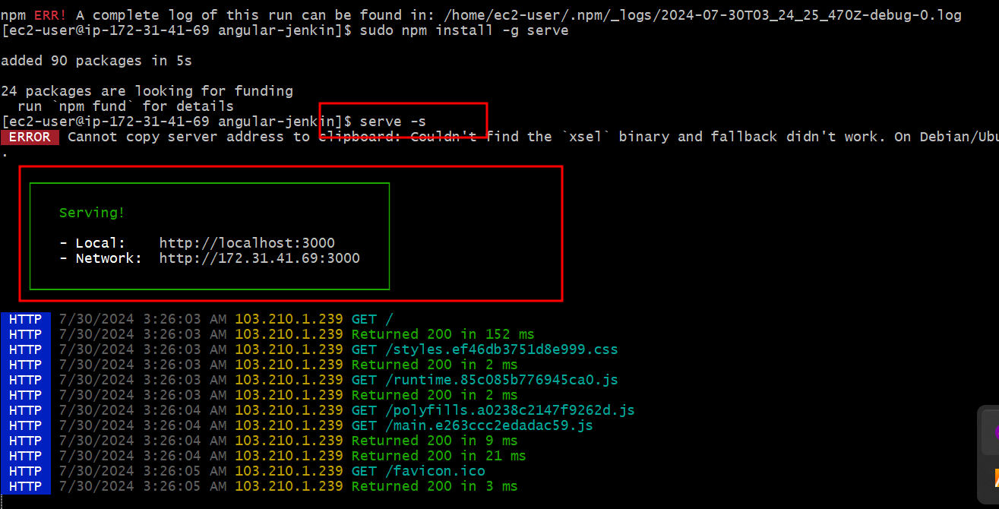 npm ERR! A complete log of this run can be found in: /home/ec2-user/.npm/_logs/2024-07-30T03_24_25_470Z-debug-0.log
[ec2-user@ip-172-31-41-69 angular-jenkin]$ sudo npm install -g serve
added 90 packages in 5s
24 packages are looking for funding
run `npm fund` for details
[ec2-user@ip-172-31-41-69 angular-jenkin]$ serve -s
ERROR Cannot copy server address to clipboard: Couldn't find the `xsel` binary and fallback didn't work. On Debian/Ubu
.
Serving!
- Local: http://localhost:3000
- Network: http://172.31.41.69:3000
HTTP 7/30/2024 3:26:03 AM 103.210.1.239 GET /
HTTP 7/30/2024 3:26:03 AM 103.210.1.239 Returned 200 in 152 ms
HTTP 7/30/2024 3:26:03 AM 103.210.1.239 GET /styles.ef46db3751d8e999.css
HTTP 7/30/2024 3:26:03 AM 103.210.1.239 Returned 200 in 2 ms
HTTP 7/30/2024 3:26:03 AM 103.210.1.239 GET /runtime.85c085b776945ca0.js
HTTP 7/30/2024 3:26:03 AM 103.210.1.239 Returned 200 in 2 ms
HTTP 7/30/2024 3:26:04 AM 103.210.1.239 GET /polyfills.a0238c2147f9262d.js
HTTP 7/30/2024 3:26:04 AM 103.210.1.239 GET /main.e263ccc2edadac59.js
HTTP 7/30/2024 3:26:04 AM 103.210.1.239 Returned 200 in 9 ms
HTTP 7/30/2024 3:26:04 AM 103.210.1.239 Returned 200 in 21 ms
HTTP 7/30/2024 3:26:05 AM 103.210.1.239 GET /favicon.ico
HTTP 7/30/2024 3:26:05 AM 103.210.1.239 Returned 200 in 3 ms